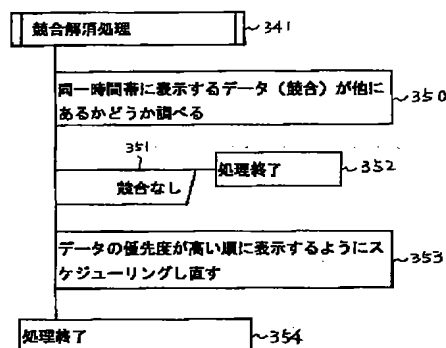 競合解消処理 341
同一時間帯に表示するデータ（競合）が他に
あるかどうか調べる 350
351
処理終了 352
競合なし
データの優先度が高い順に表示するようにス
ケジューリングし直す 353
処理終了 354